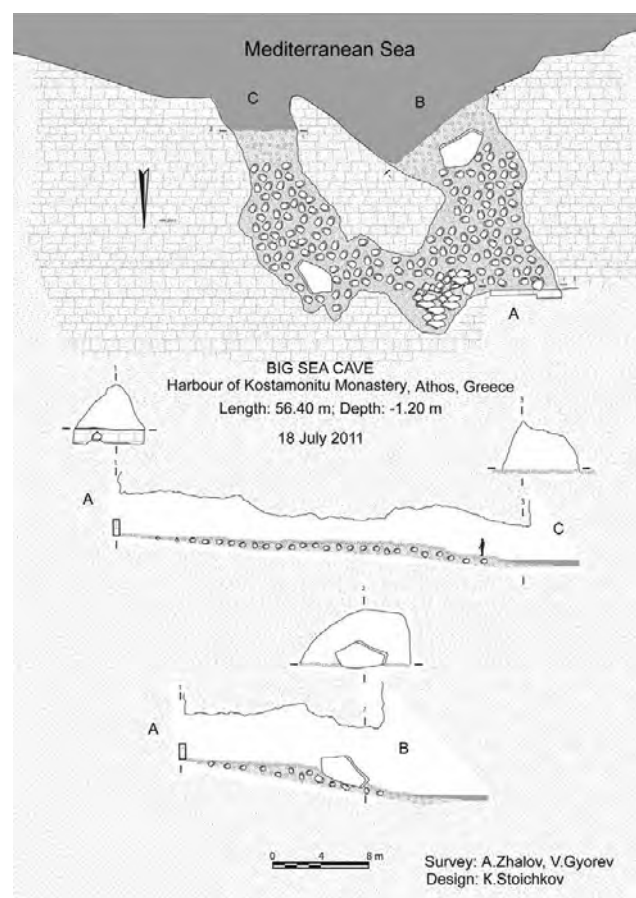 Mediterranean Sea
C
B
A
BIG SEA CAVE
Harbour of Kostamonitu Monastery, Athos, Greece
Length: 56.40 m; Depth: -1.20 m
18 July 2011
A
C
A
B
0 4 8 m
Survey: A.Zhalov, V.Gyorev
Design: K.Stoichkov